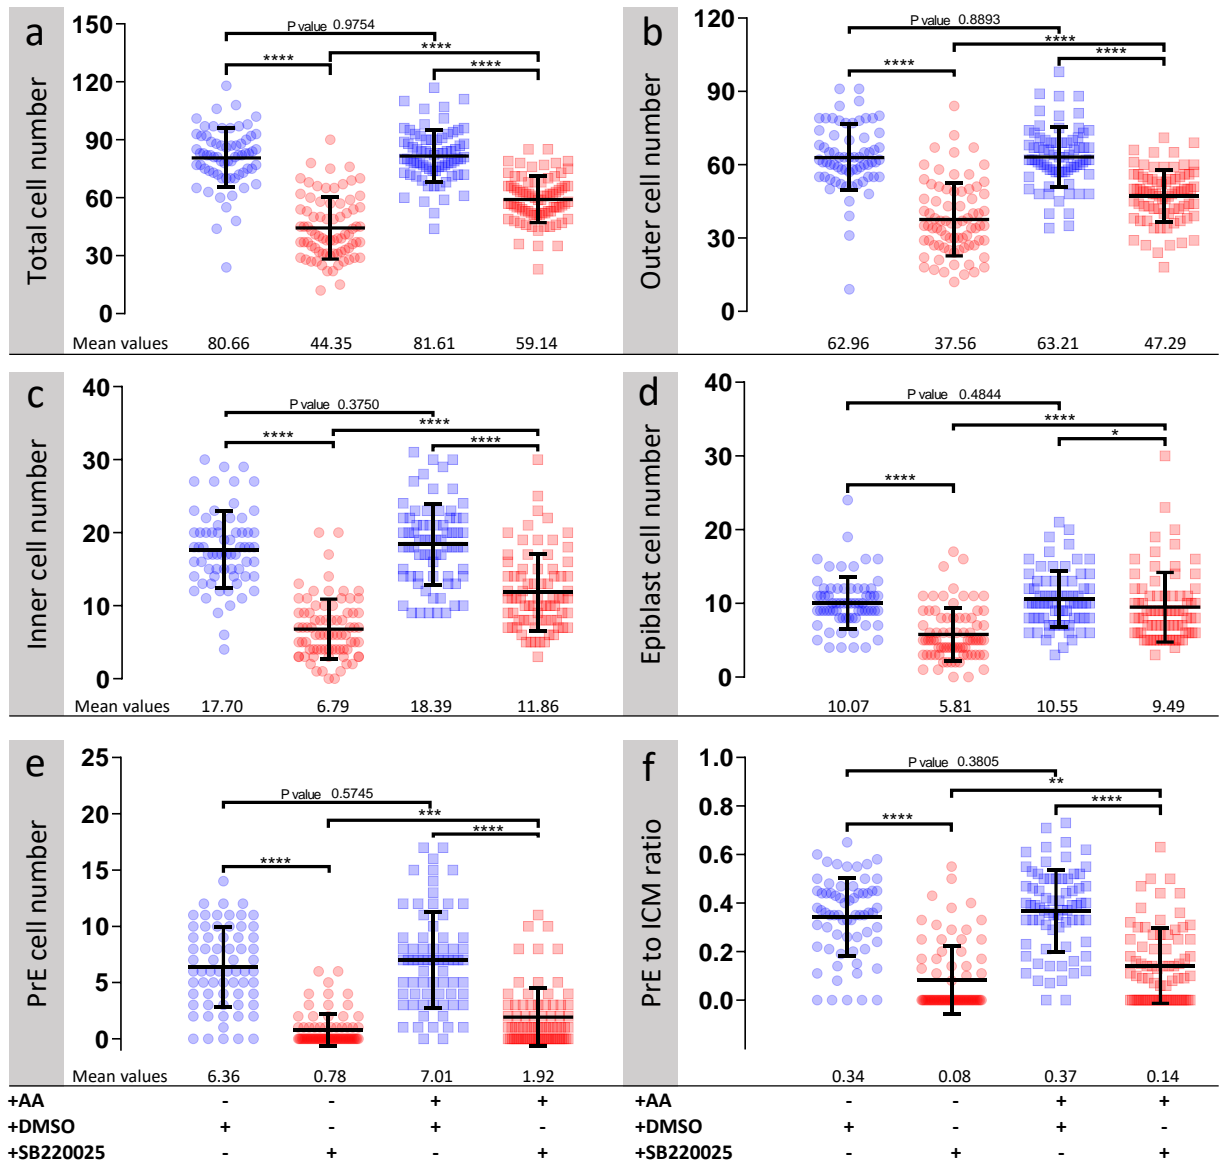 a
Total cell number
150
120
90
60
30
0
P value 0.9754
****
****
****
Mean values 80.66 44.35 81.61 59.14
b
Outer cell number
120
90
60
30
0
P value 0.8893
****
****
****
62.96 37.56 63.21 47.29
c
Inner cell number
40
30
20
10
0
P value 0.3750
****
****
****
Mean values 17.70 6.79 18.39 11.86
d
Epiblast cell number
40
30
20
10
0
P value 0.4844
****
*
****
10.07 5.81 10.55 9.49
e
PrE cell number
25
20
15
10
5
0
P value 0.5745
***
****
****
Mean values 6.36 0.78 7.01 1.92
f
PrE to ICM ratio
1.0
0.8
0.6
0.4
0.2
0.0
P value 0.3805
**
****
****
0.34 0.08 0.37 0.14
+AA - - + +
+DMSO + - + -
+SB220025 - + - +
+AA - - + +
+DMSO + - + -
+SB220025 - + - +